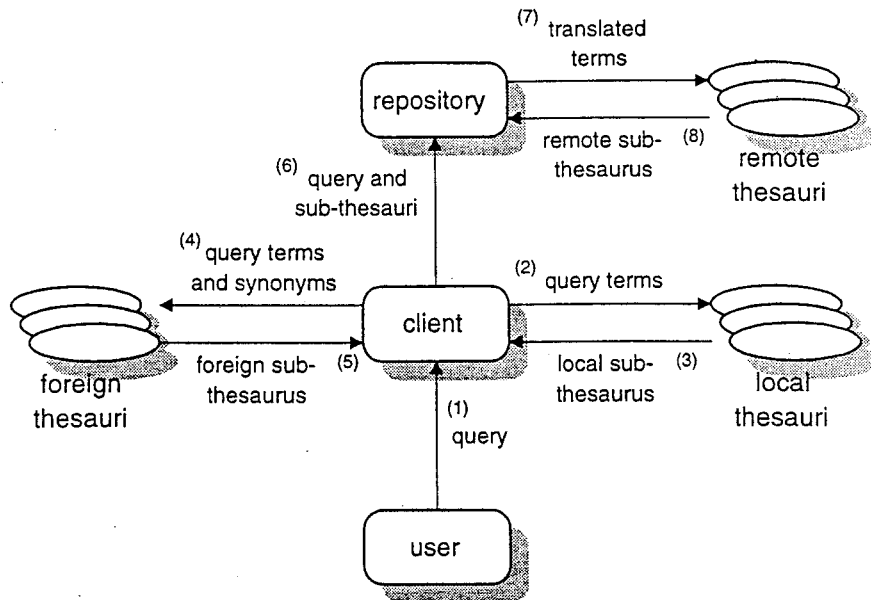 (7) translated
terms
repository
remote sub-
thesaurus
(8)
remote
thesauri
(6) query and
sub-thesauri
(4) query terms
and synonyms
(2) query terms
client
foreign sub-
thesaurus
(5)
local sub-
thesaurus
(3)
foreign
thesauri
local
thesauri
(1)
query
user